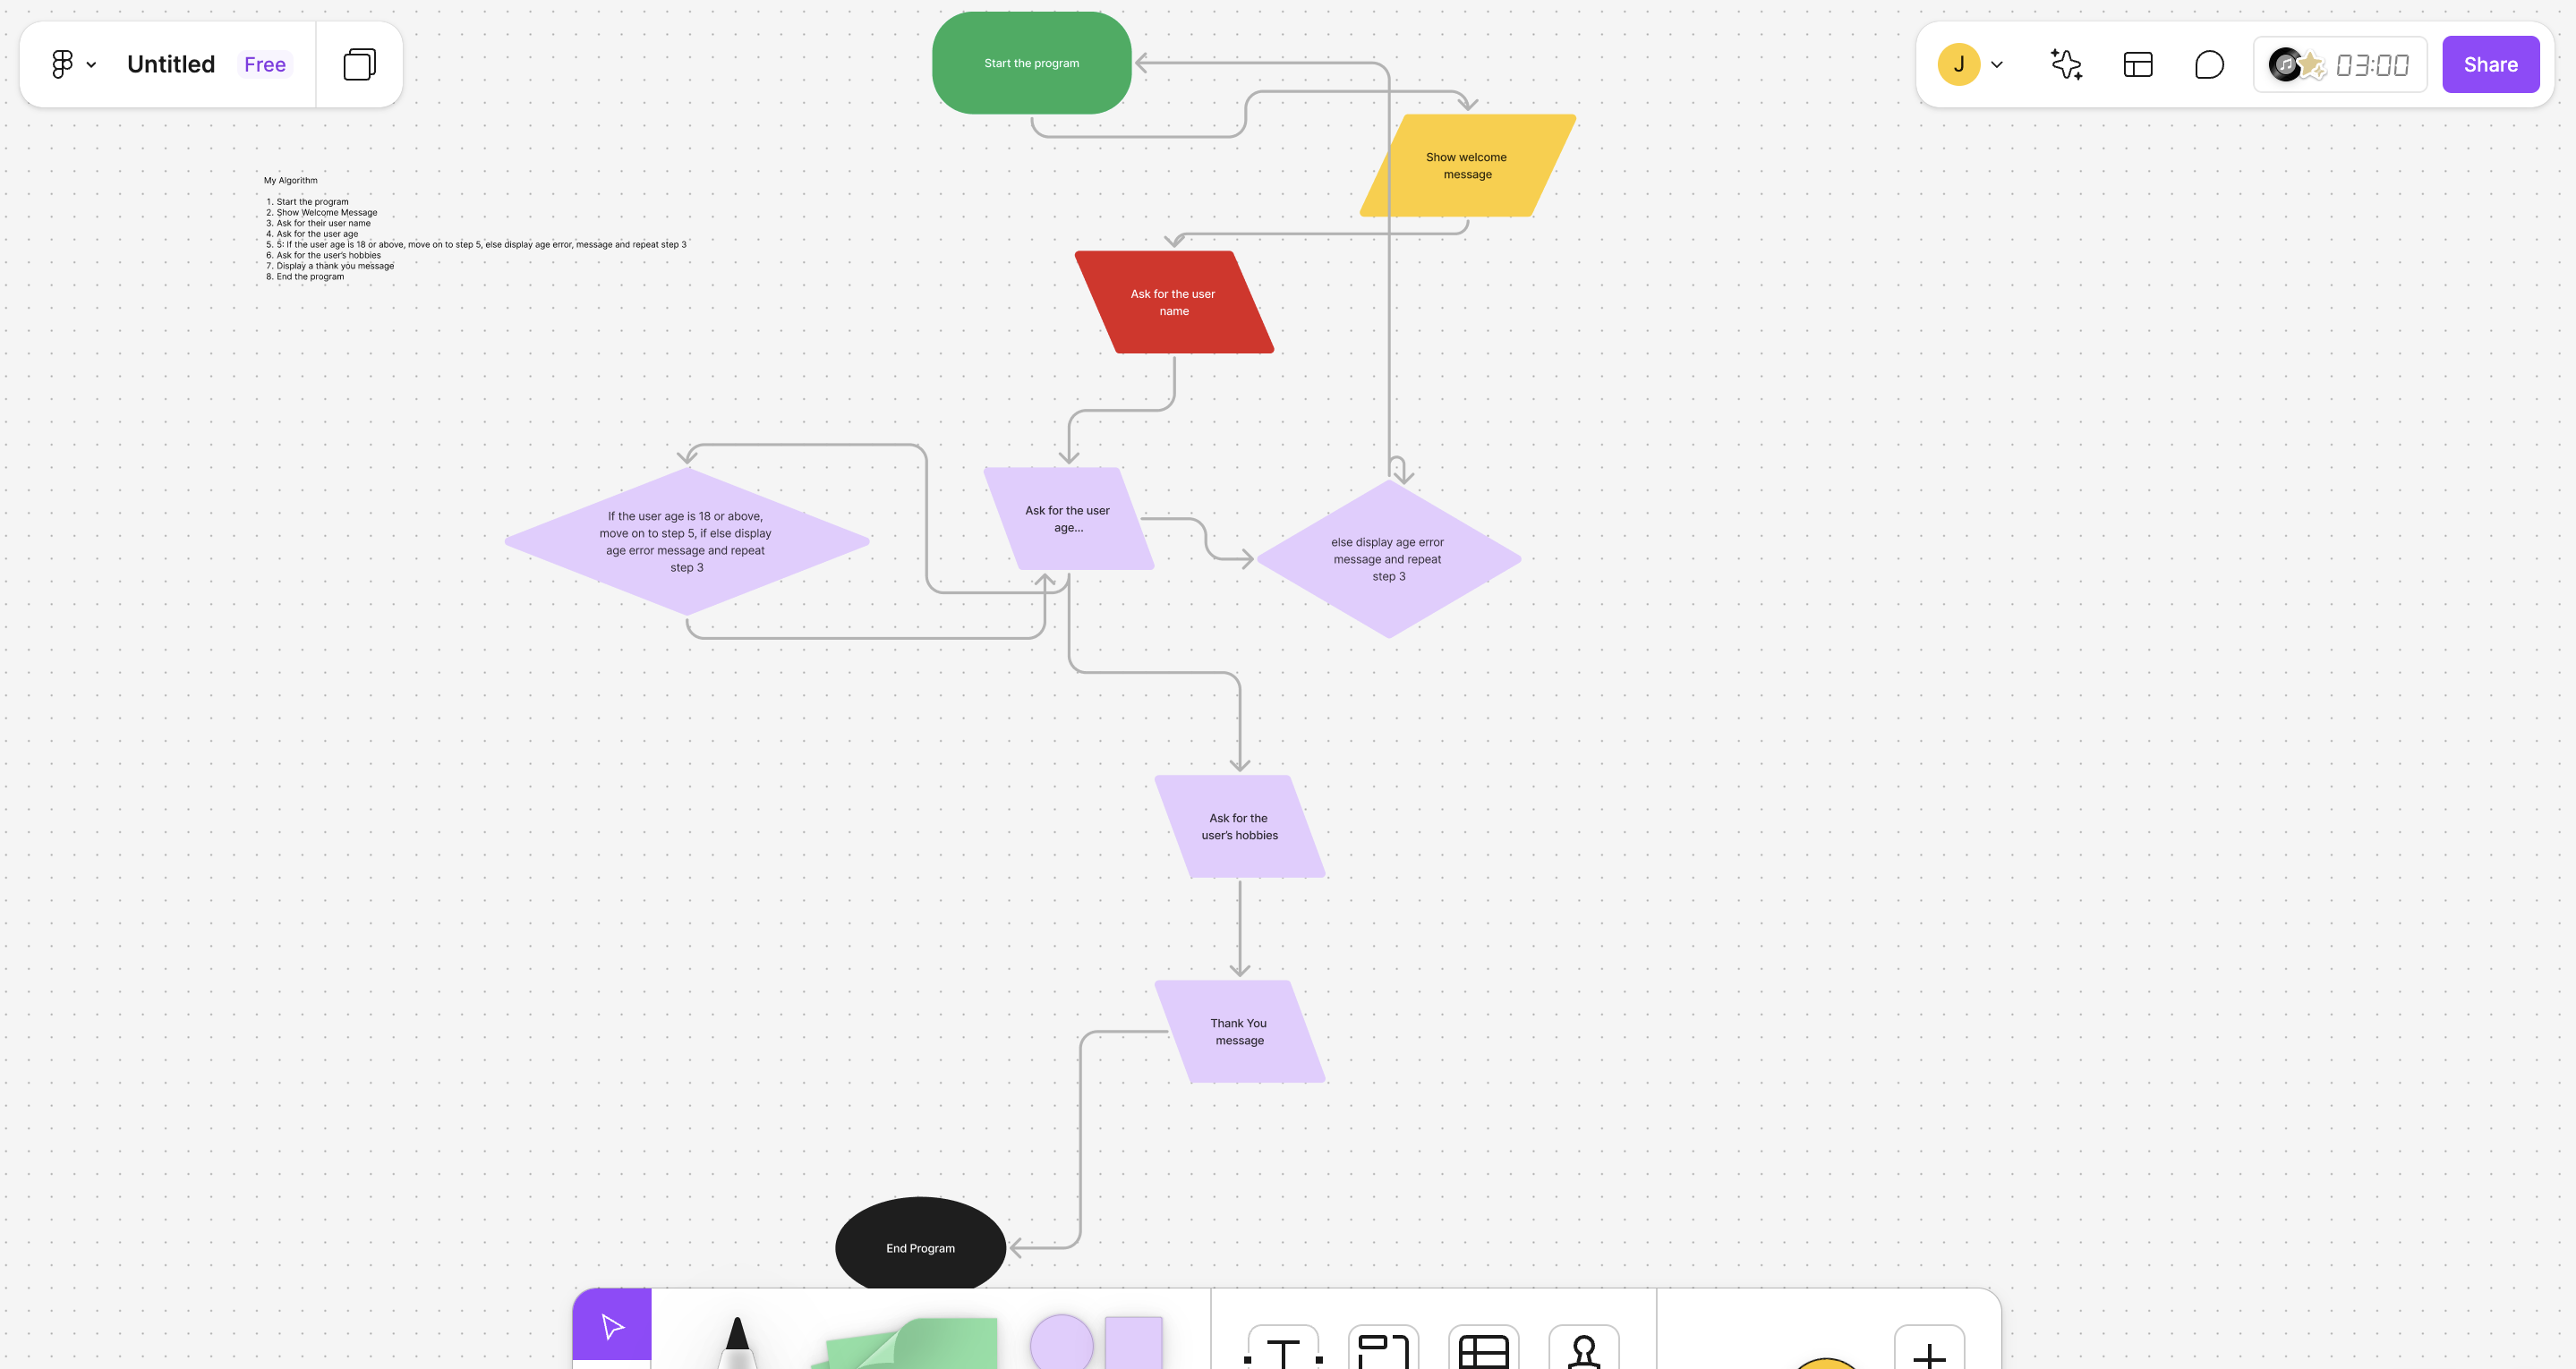 Untitled Free
J
03:00
Share
Start the program
Show welcome
message
My Algorithm
1. Start the program
2. Show Welcome Message
3. Ask for their user name
4. Ask for the user age
5. 5: If the user age is 18 or above, move on to step 5, else display age error, message and repeat step 3
6. Ask for the user's hobbies
7. Display a thank you message
8. End the program
Ask for the user
name
If the user age is 18 or above,
move on to step 5, if else display
age error message and repeat
step 3
Ask for the user
age...
else display age error
message and repeat
step 3
Ask for the
user's hobbies
Thank You
message
End Program
T